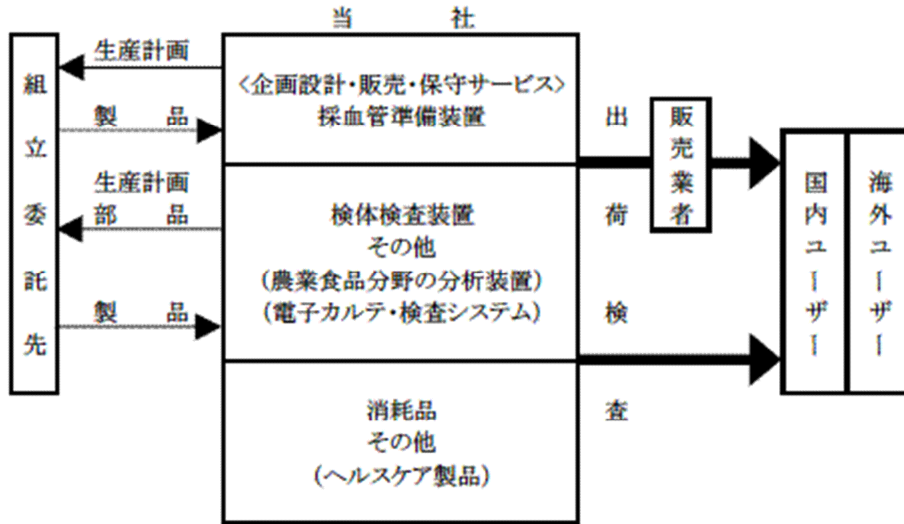 当　社
組立委託先
生産計画
製　品
生産計画
部　品
製　品
〈企画設計・販売・保守サービス〉
採血管準備装置
検体検査装置
その他
(農業食品分野の分析装置)
(電子カルテ・検査システム)
消耗品
その他
(ヘルスケア製品)
出荷検査
販売業者
国内ユーザー
海外ユーザー